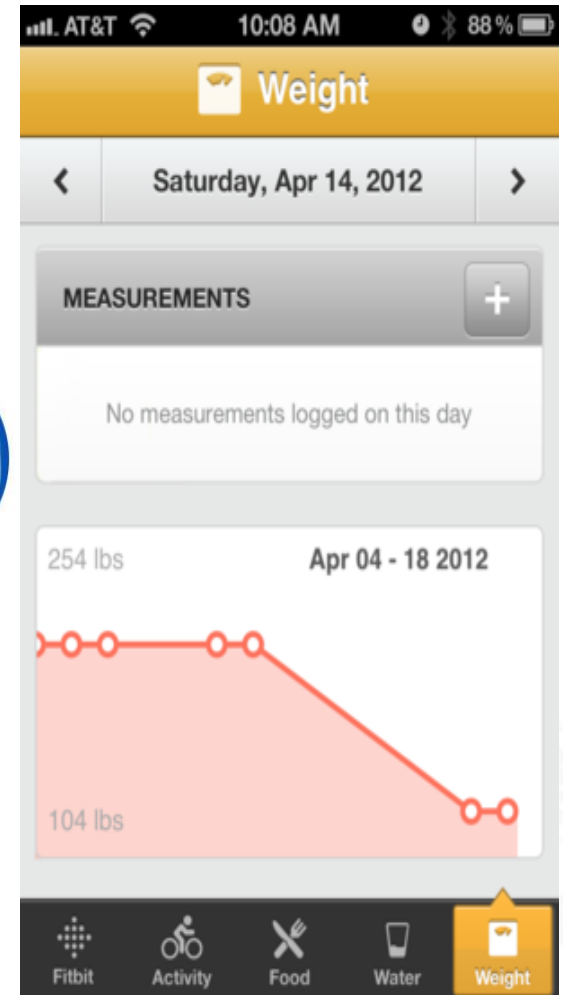 AT&T 10:08 AM 88%
Weight
Saturday, Apr 14, 2012
MEASUREMENTS +
No measurements logged on this day
254 lbs Apr 04 - 18 2012
104 lbs
Fitbit Activity Food Water Weight